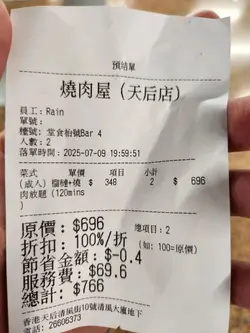 預結單
燒肉屋 (天后店)
員工: Rain
單號:
檯號: 堂食枱號Bar 4
人數: 2
落單時間: 2025-07-09 19:59:51
菜式 單價 項目 小計
(成人) 擂槤+燒 $ 348 2 $ 696
肉放題 (120mins
)
原價: $696 總項目: 2
折扣: 100%/折 (如: 100=原價)
節省金額: $-0.4
服務費: $69.6
總計: $766
香港天后清風街10號清風大廈地下
電話: 26606373